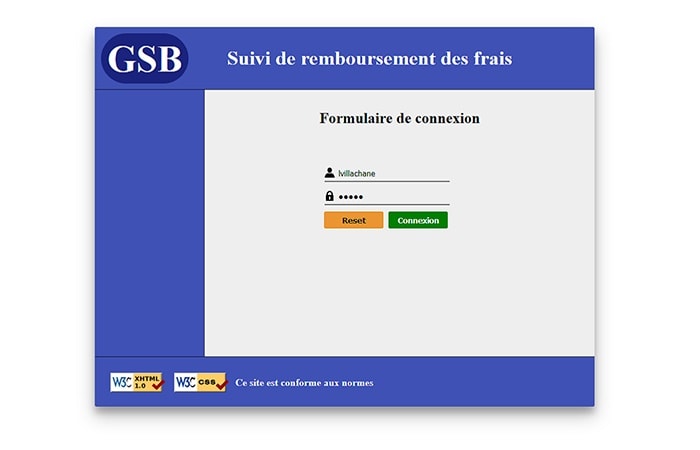 GSB
Suivi de remboursement des frais
Formulaire de connexion
lvillachane
•••••
Reset
Connexion
W3C XHTML 1.0
W3C CSS
Ce site est conforme aux normes